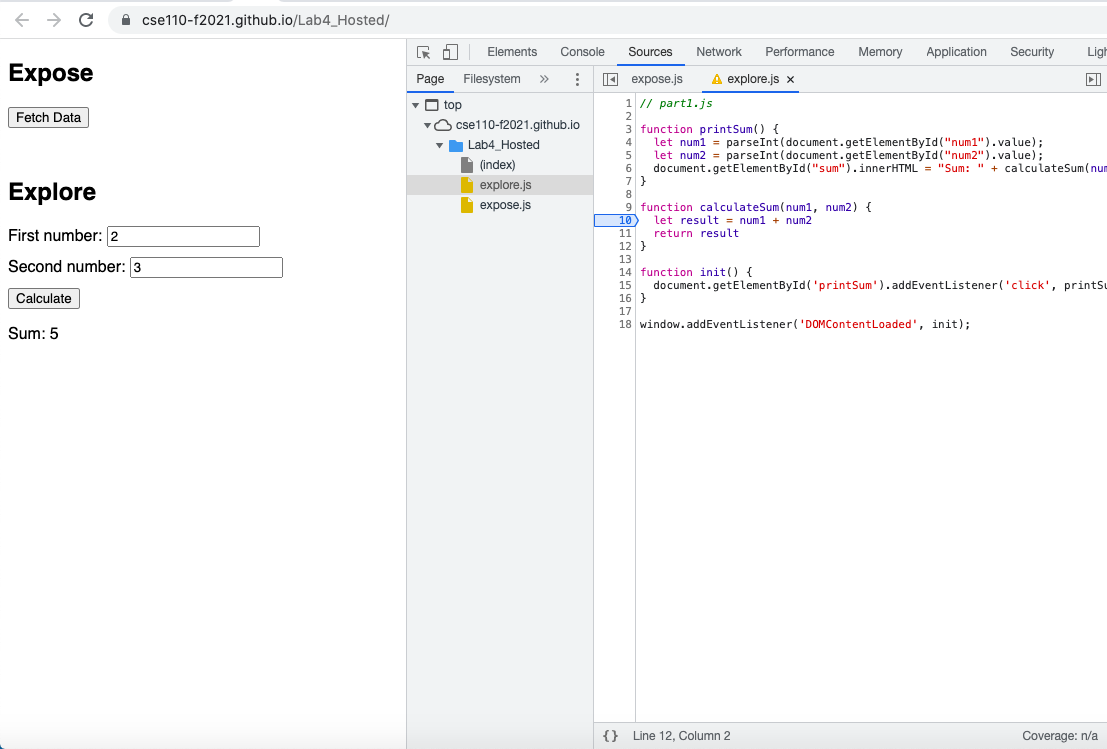 cse110-f2021.github.io/Lab4_Hosted/
Expose
Fetch Data
Explore
First number: 2
Second number: 3
Calculate
Sum: 5
Elements Console Sources Network Performance Memory Application Security Ligh
Page Filesystem »
top
cse110-f2021.github.io
Lab4_Hosted
(index)
explore.js
expose.js
expose.js explore.js ×
1 // part1.js
2
3 function printSum() {
4 let num1 = parseInt(document.getElementById("num1").value);
5 let num2 = parseInt(document.getElementById("num2").value);
6 document.getElementById("sum").innerHTML = "Sum: " + calculateSum(num
7 }
8
9 function calculateSum(num1, num2) {
10 let result = num1 + num2
11 return result
12 }
13
14 function init() {
15 document.getElementById('printSum').addEventListener('click', printSu
16 }
17
18 window.addEventListener('DOMContentLoaded', init);
{} Line 12, Column 2 Coverage: n/a